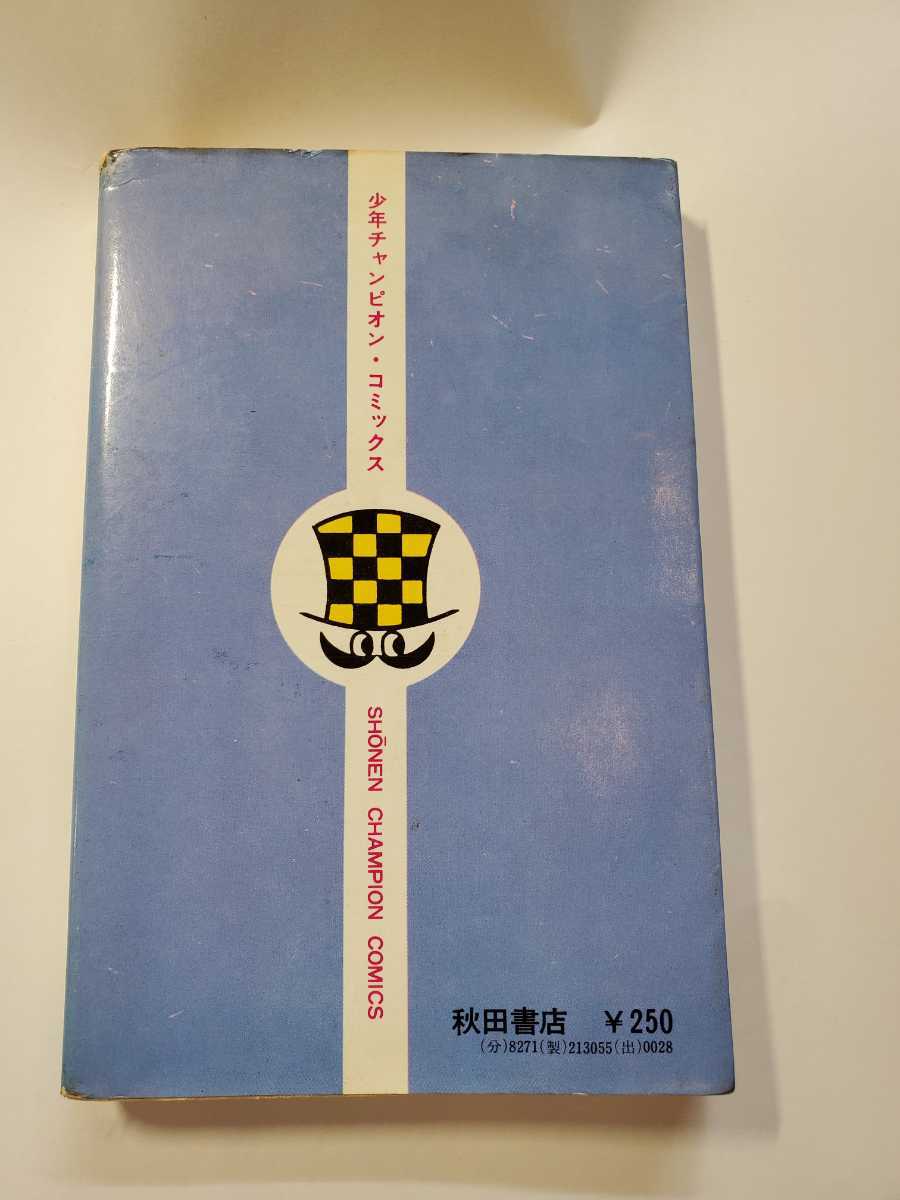 少年チャンピオン・コミックス
SHŌNEN CHAMPION COMICS
秋田書店 ￥250
(分)8271(製)213055(出)0028